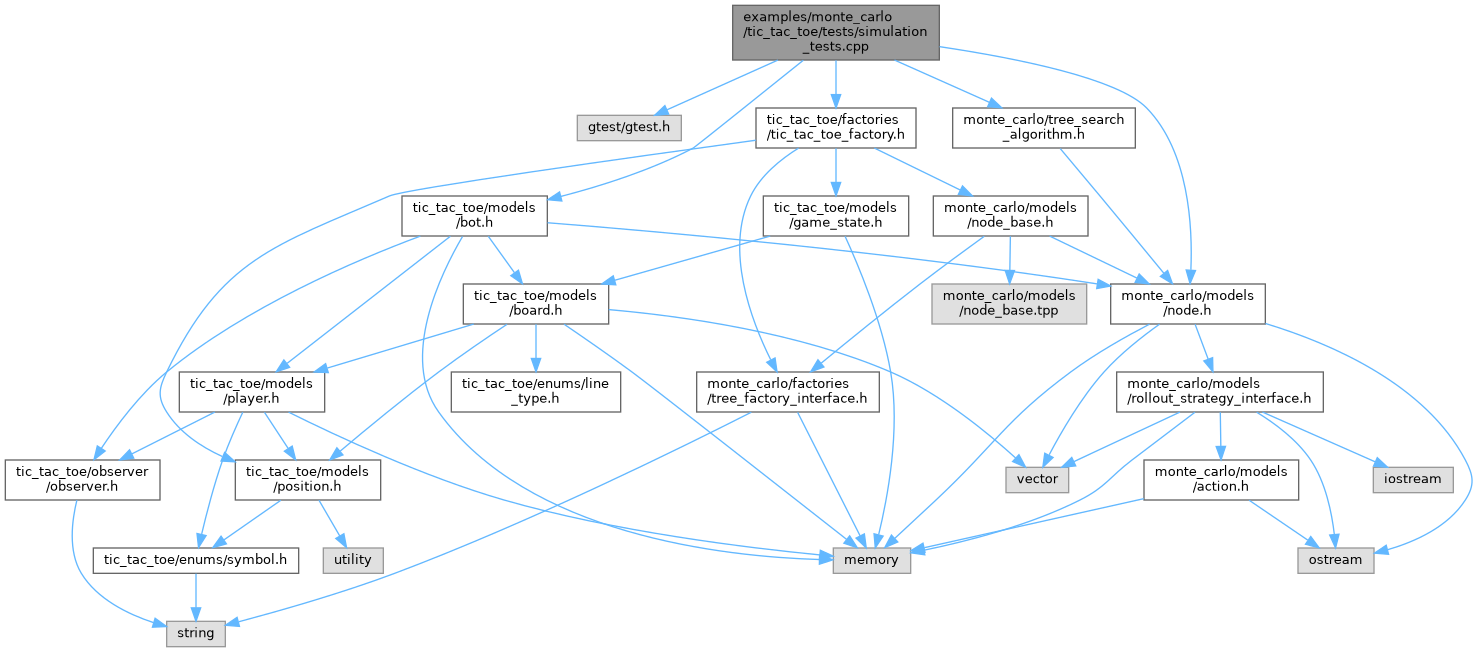 examples/monte_carlo
/tic_tac_toe/tests/simulation
_tests.cpp
gtest/gtest.h
tic_tac_toe/factories
/tic_tac_toe_factory.h
monte_carlo/tree_search
_algorithm.h
tic_tac_toe/models
/bot.h
tic_tac_toe/models
/game_state.h
monte_carlo/models
/node_base.h
tic_tac_toe/models
/board.h
monte_carlo/models
/node_base.tpp
monte_carlo/models
/node.h
tic_tac_toe/models
/player.h
tic_tac_toe/enums/line
_type.h
monte_carlo/factories
/tree_factory_interface.h
monte_carlo/models
/rollout_strategy_interface.h
tic_tac_toe/observer
/observer.h
tic_tac_toe/models
/position.h
vector
monte_carlo/models
/action.h
iostream
tic_tac_toe/enums/symbol.h
utility
memory
ostream
string